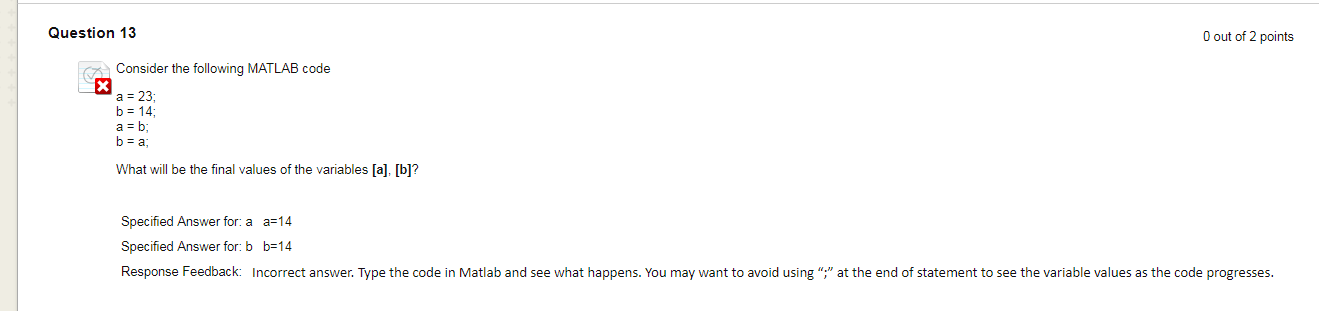 Question 13
0 out of 2 points
Consider the following MATLAB code
a = 23;
b = 14;
a = b;
b = a;
What will be the final values of the variables [a], [b]?
Specified Answer for: a a=14
Specified Answer for: b b=14
Response Feedback: Incorrect answer. Type the code in Matlab and see what happens. You may want to avoid using “;” at the end of statement to see the variable values as the code progresses.